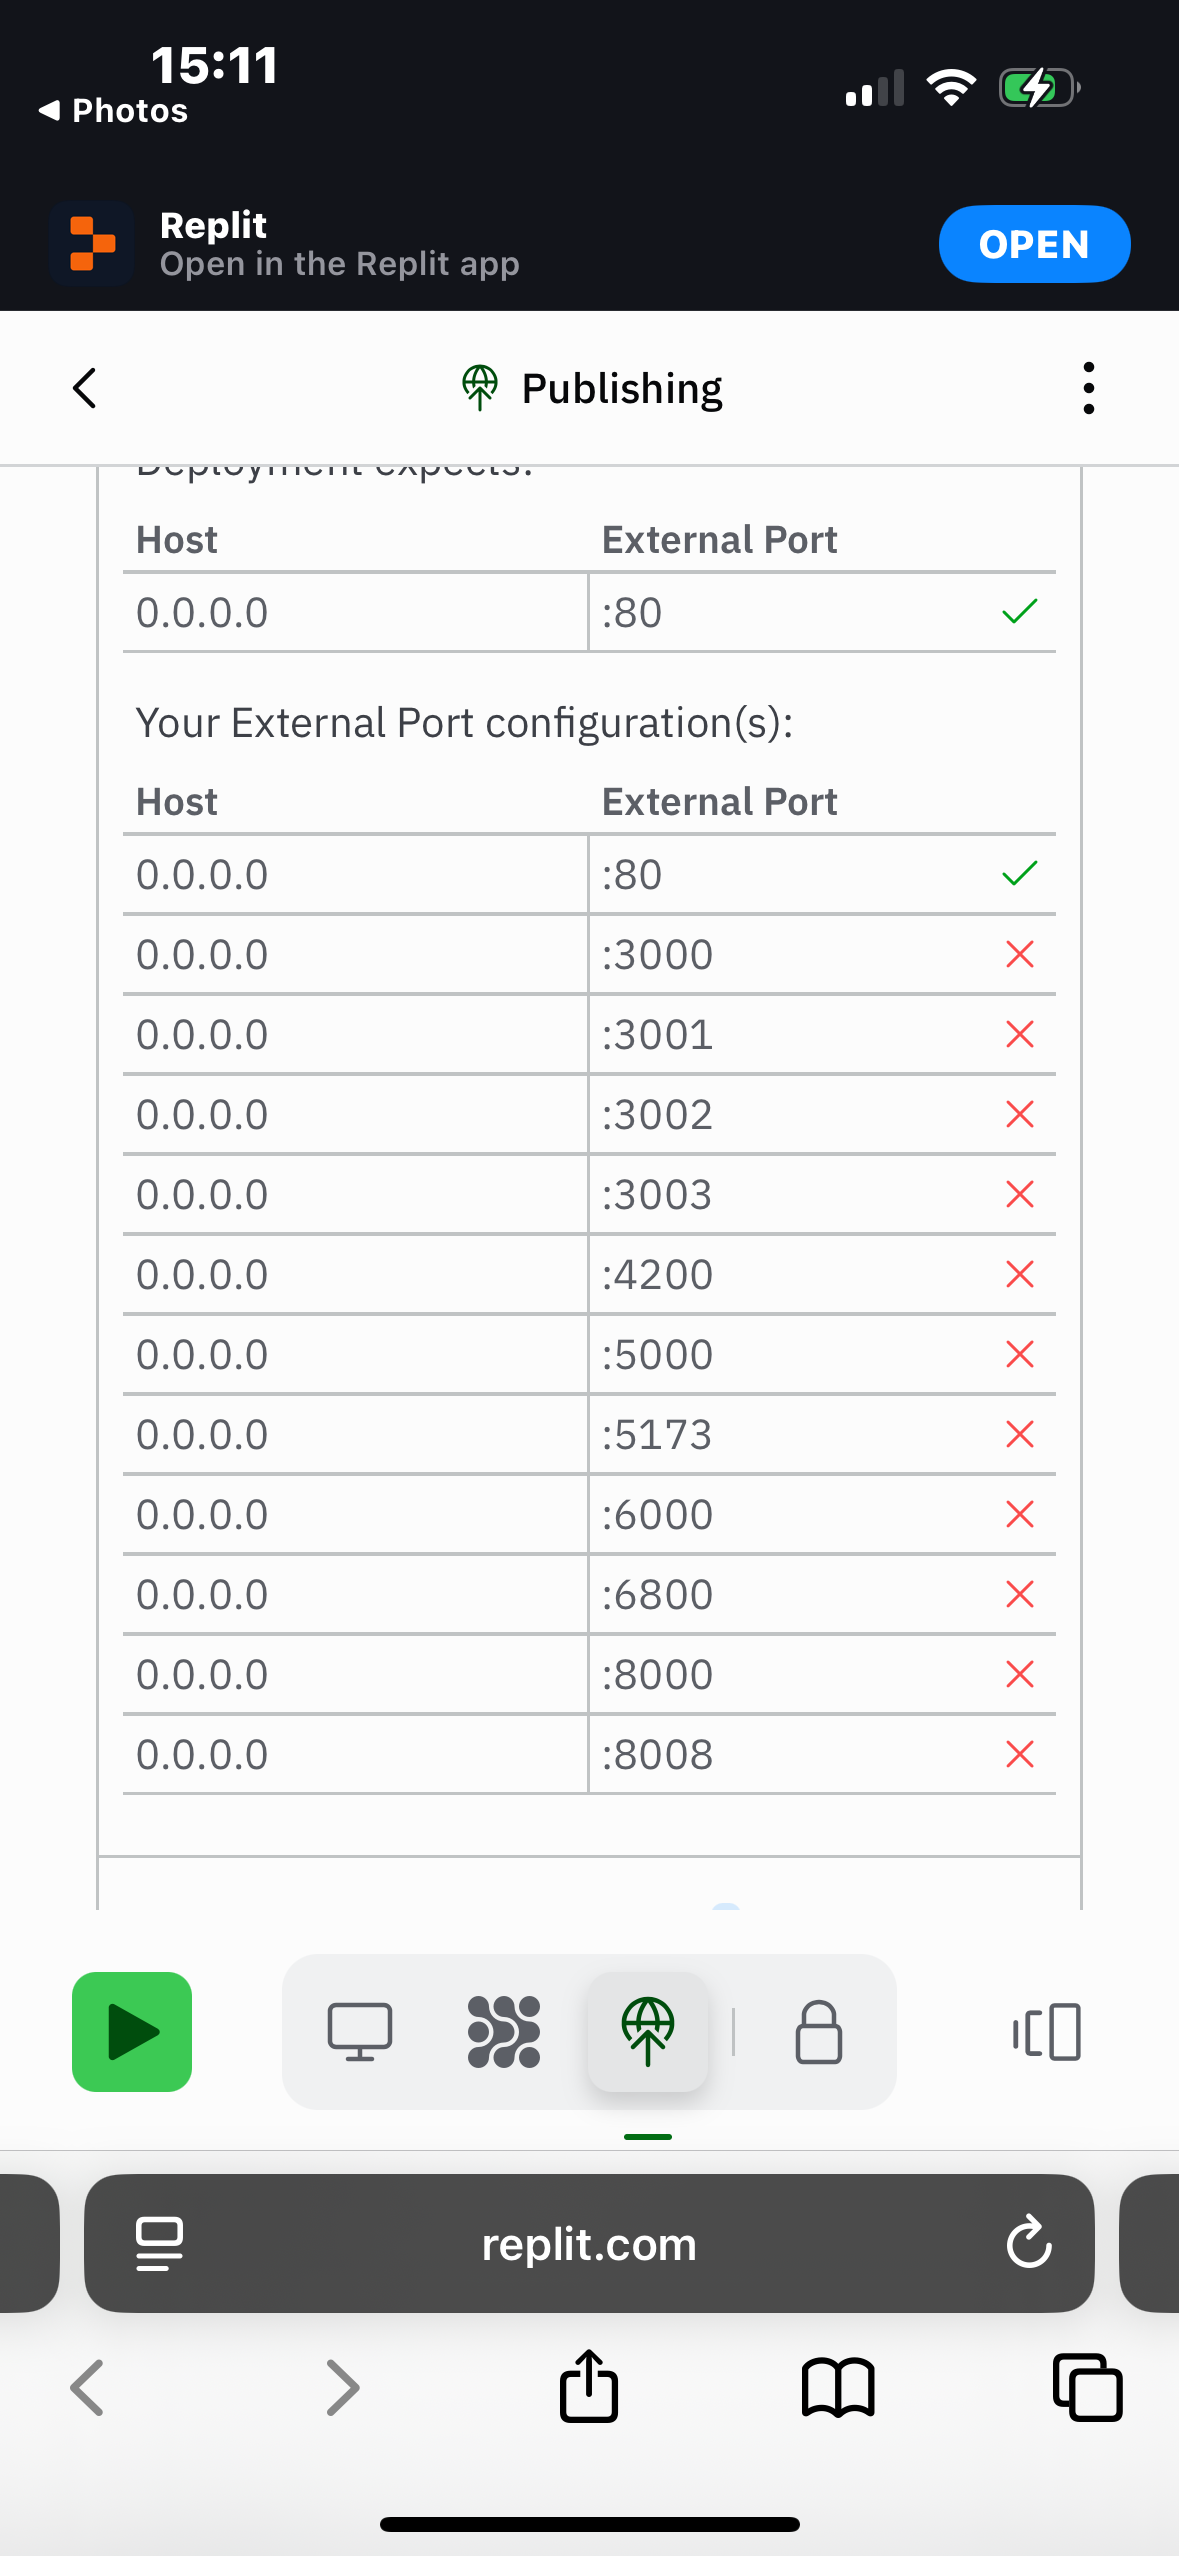 15:11
Photos
Replit
Open in the Replit app
OPEN
Publishing
Deployment expects:
Host External Port
0.0.0.0 :80
Your External Port configuration(s):
Host External Port
0.0.0.0 :80
0.0.0.0 :3000
0.0.0.0 :3001
0.0.0.0 :3002
0.0.0.0 :3003
0.0.0.0 :4200
0.0.0.0 :5000
0.0.0.0 :5173
0.0.0.0 :6000
0.0.0.0 :6800
0.0.0.0 :8000
0.0.0.0 :8008
replit.com